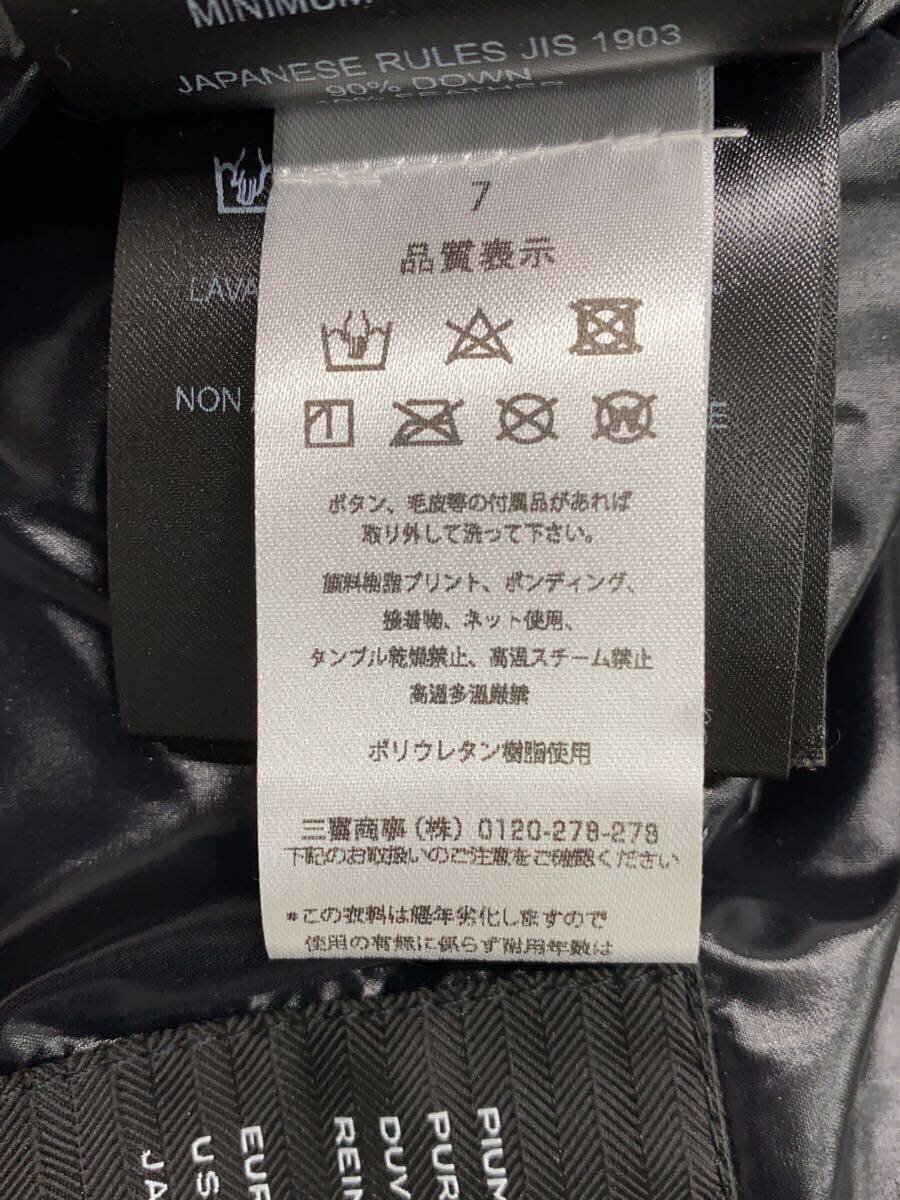 MINIMUM
JAPANESE RULES JIS 1903
90% DOWN
7
品質表示
LAVA
NON
W
ボタン、毛皮等の付属品があれば
取り外して洗って下さい。
顔料樹脂プリント、ボンディング、
接着物、ネット使用、
タンブル乾燥禁止、高温スチーム禁止
高温多湿厳禁
ポリウレタン樹脂使用
三喜商事(株) 0120-278-278
下記のお取扱いのご注意をご確認ください
*この衣料は経年劣化しますので
使用の有無に係らず耐用年数は
PIUM
PUR
DUV
REIN
EUR
US
JA